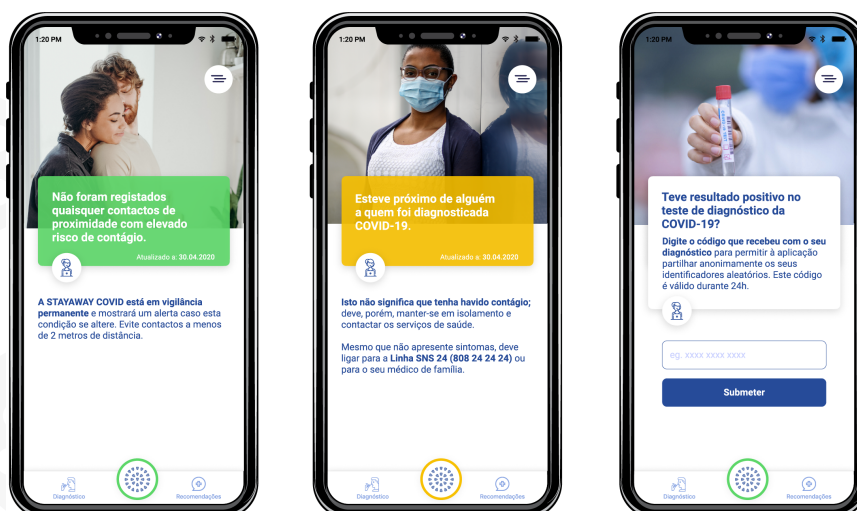 1:20 PM
Não foram registados
quaisquer contactos de
proximidade com elevado
risco de contágio.
Atualizado a: 30.04.2020
A STAYAWAY COVID está em vigilância
permanente e mostrará um alerta caso esta
condição se altere. Evite contactos a menos
de 2 metros de distância.
Diagnóstico
Recomendações
1:20 PM
Esteve próximo de alguém
a quem foi diagnosticada
COVID-19.
Atualizado a: 30.04.2020
Isto não significa que tenha havido contágio;
deve, porém, manter-se em isolamento e
contactar os serviços de saúde.
Mesmo que não apresente sintomas, deve
ligar para a Linha SNS 24 (808 24 24 24) ou
para o seu médico de família.
Diagnóstico
Recomendações
1:20 PM
Teve resultado positivo no
teste de diagnóstico da
COVID-19?
Digite o código que recebeu com o seu
diagnóstico para permitir à aplicação
partilhar anonimamente os seus
identificadores aleatórios. Este código
é válido durante 24h.
eg. xxxx xxxx xxxx
Submeter
Diagnóstico
Recomendações